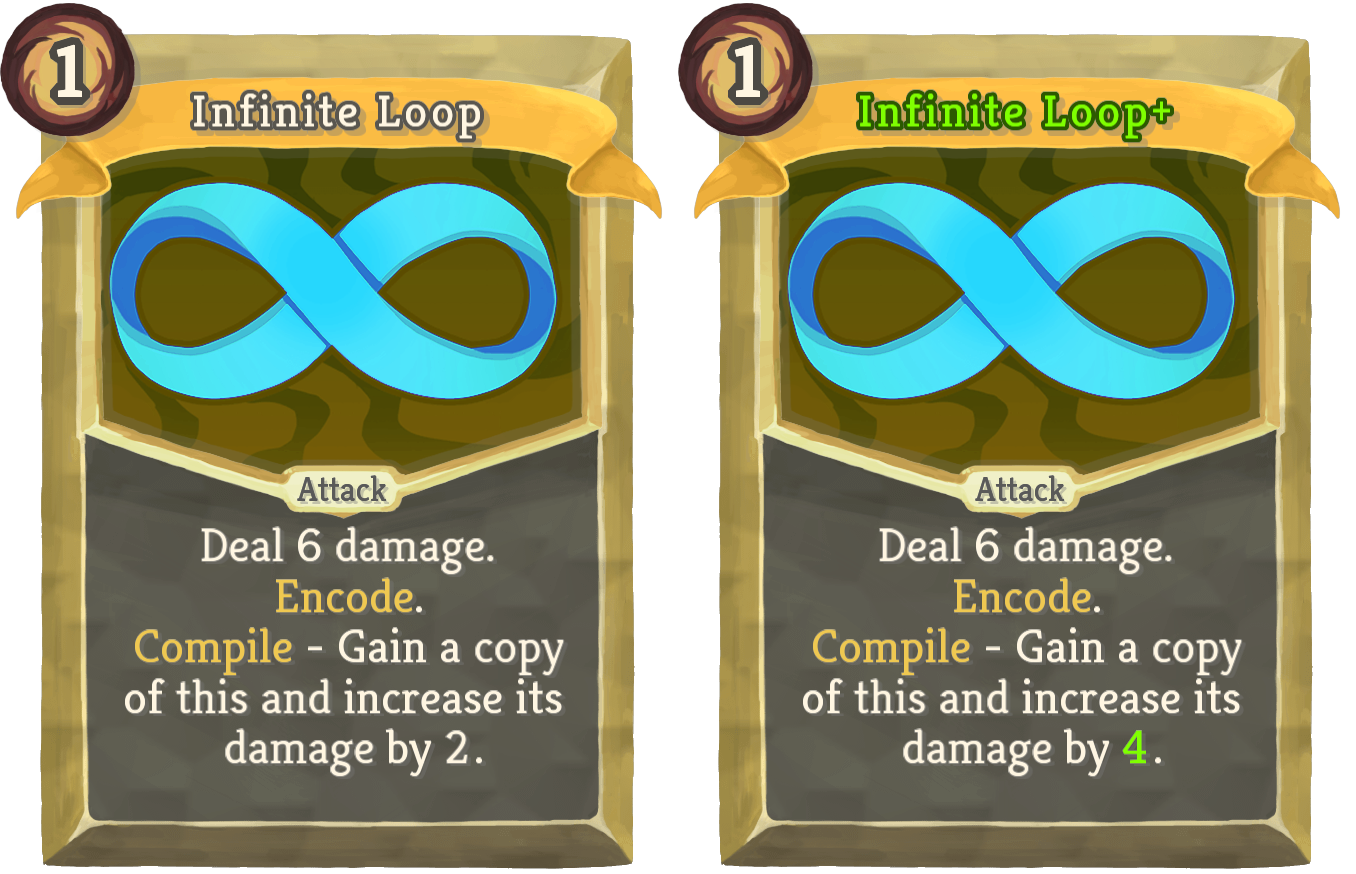 1
Infinite Loop
Attack
Deal 6 damage.
Encode.
Compile - Gain a copy
of this and increase its
damage by 2.
1
Infinite Loop+
Attack
Deal 6 damage.
Encode.
Compile - Gain a copy
of this and increase its
damage by 4.